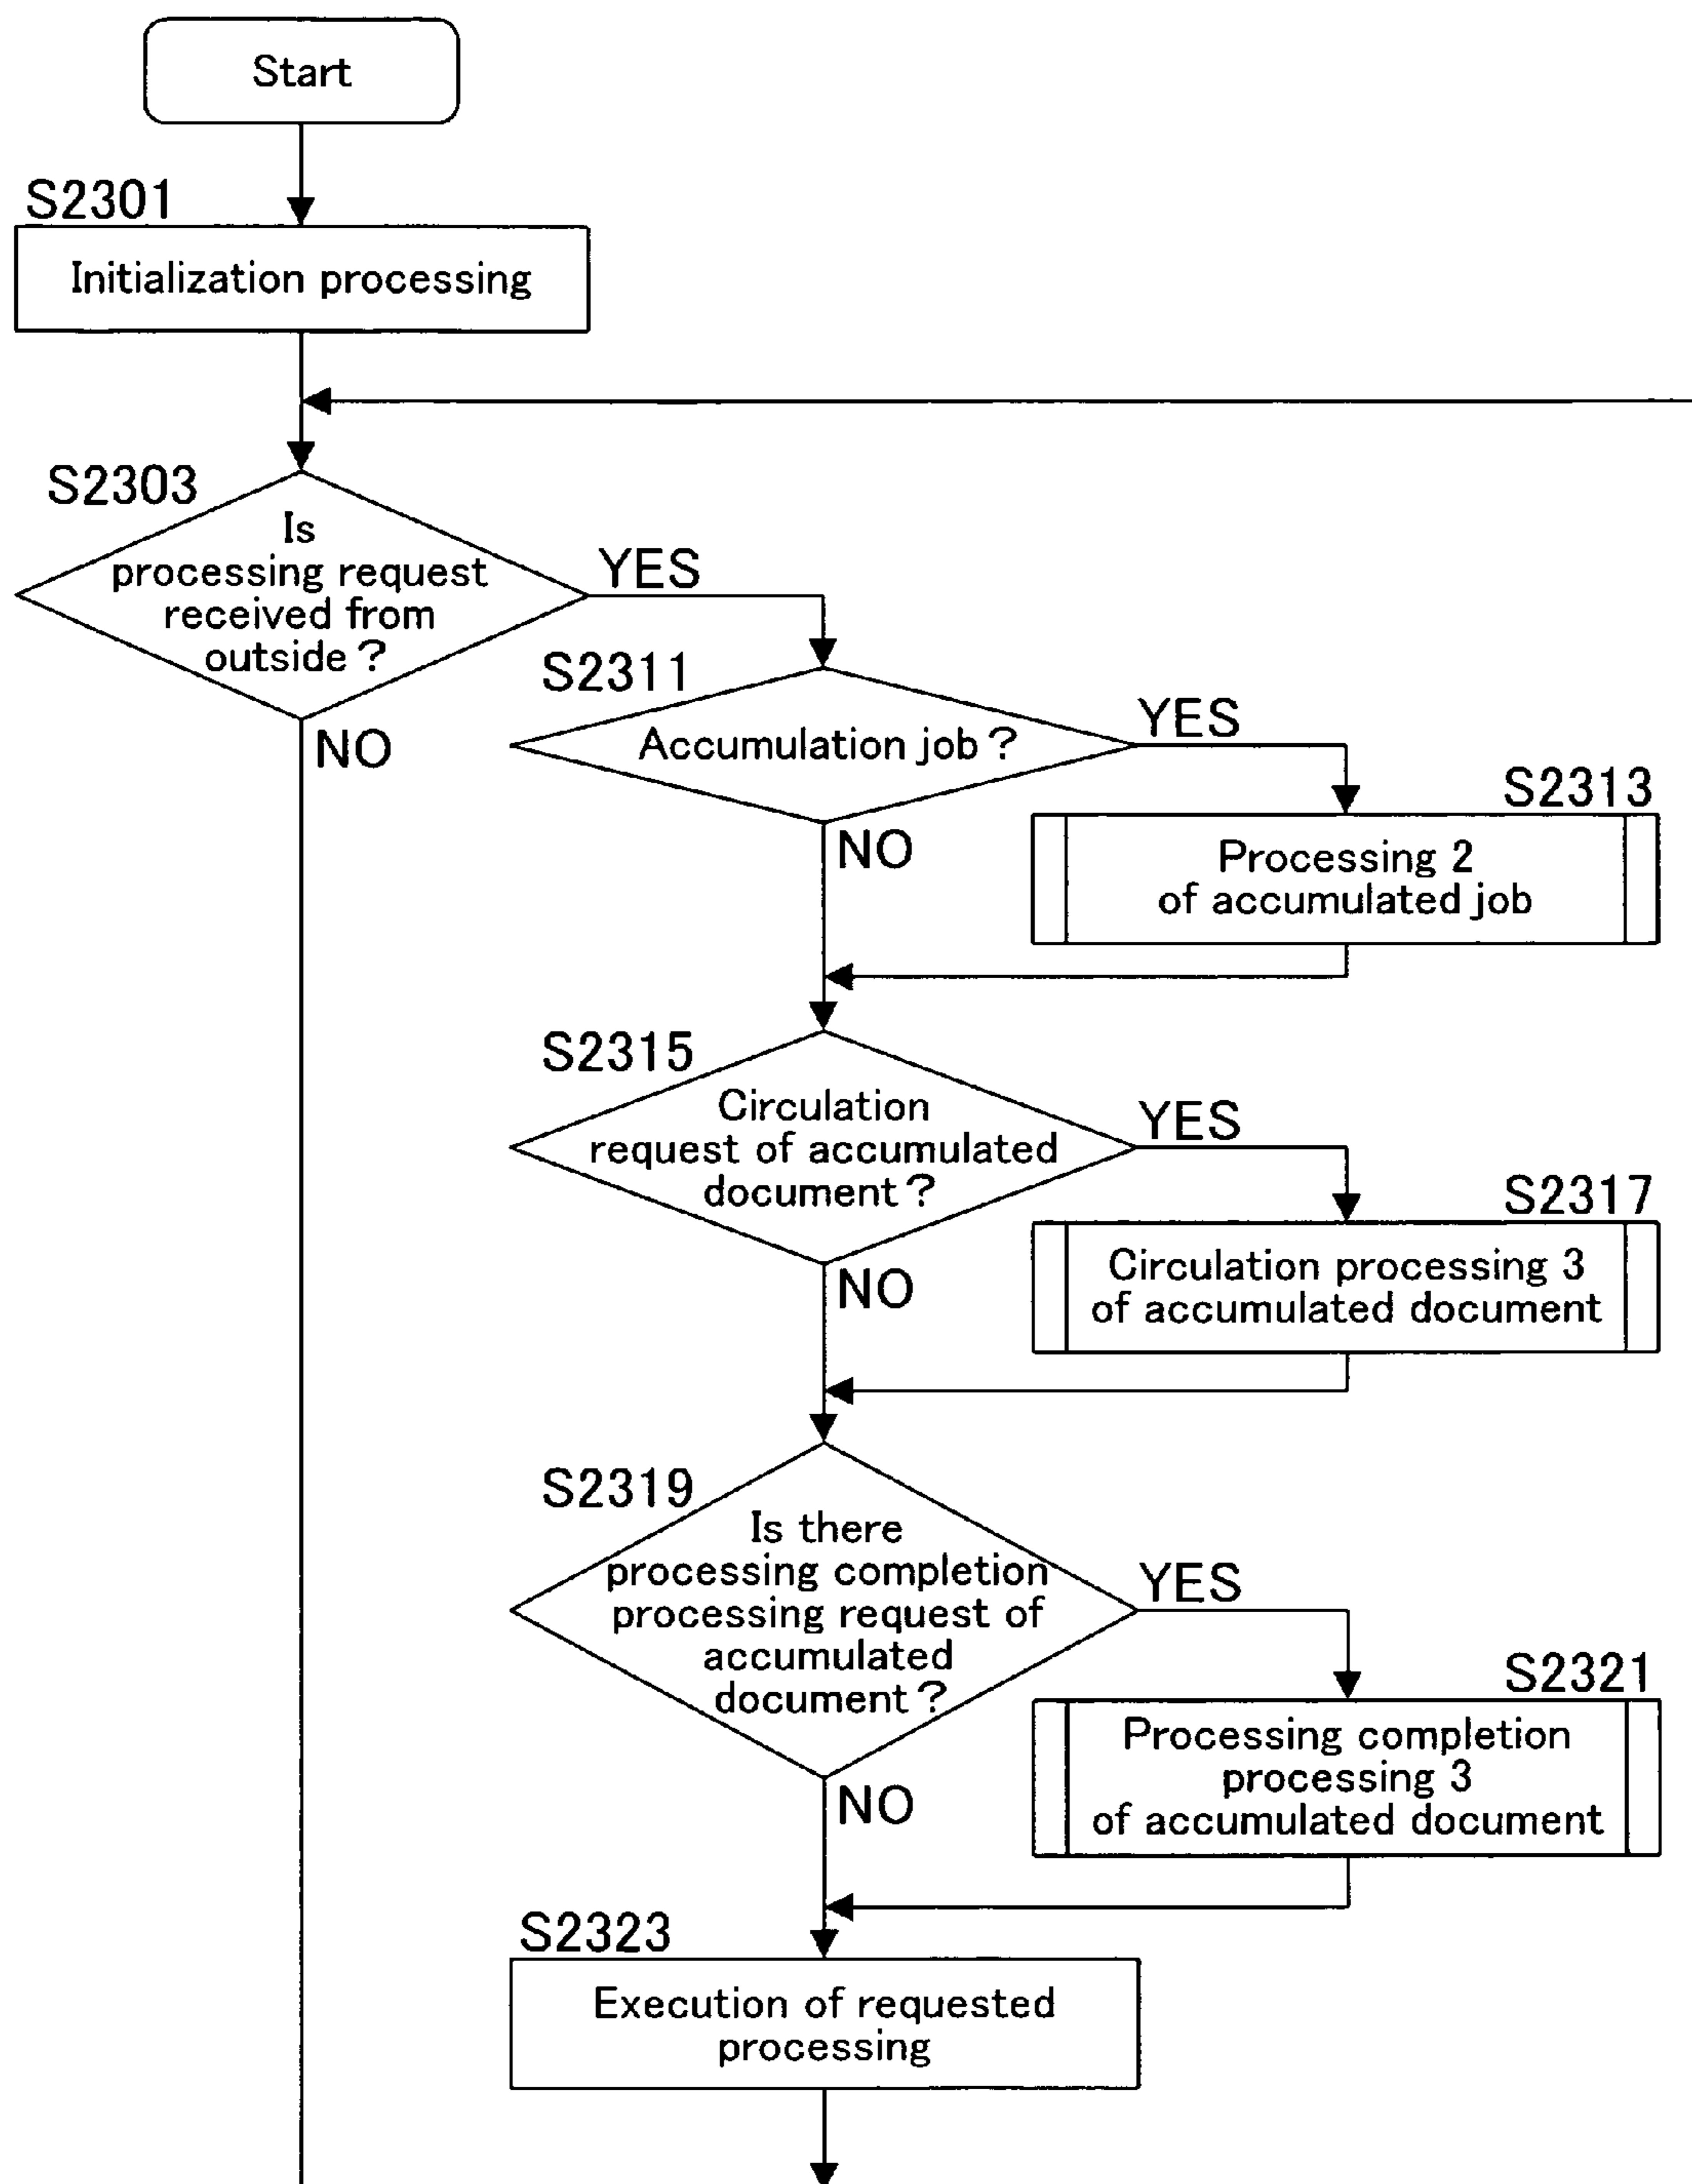 Start
S2301
Initialization processing
S2303
Is
processing request
received from
outside ?
YES
NO
S2311
Accumulation job ?
YES
NO
S2313
Processing 2
of accumulated job
S2315
Circulation
request of accumulated
document ?
YES
NO
S2317
Circulation processing 3
of accumulated document
S2319
Is there
processing completion
processing request of
accumulated
document ?
YES
NO
S2321
Processing completion
processing 3
of accumulated document
S2323
Execution of requested
processing